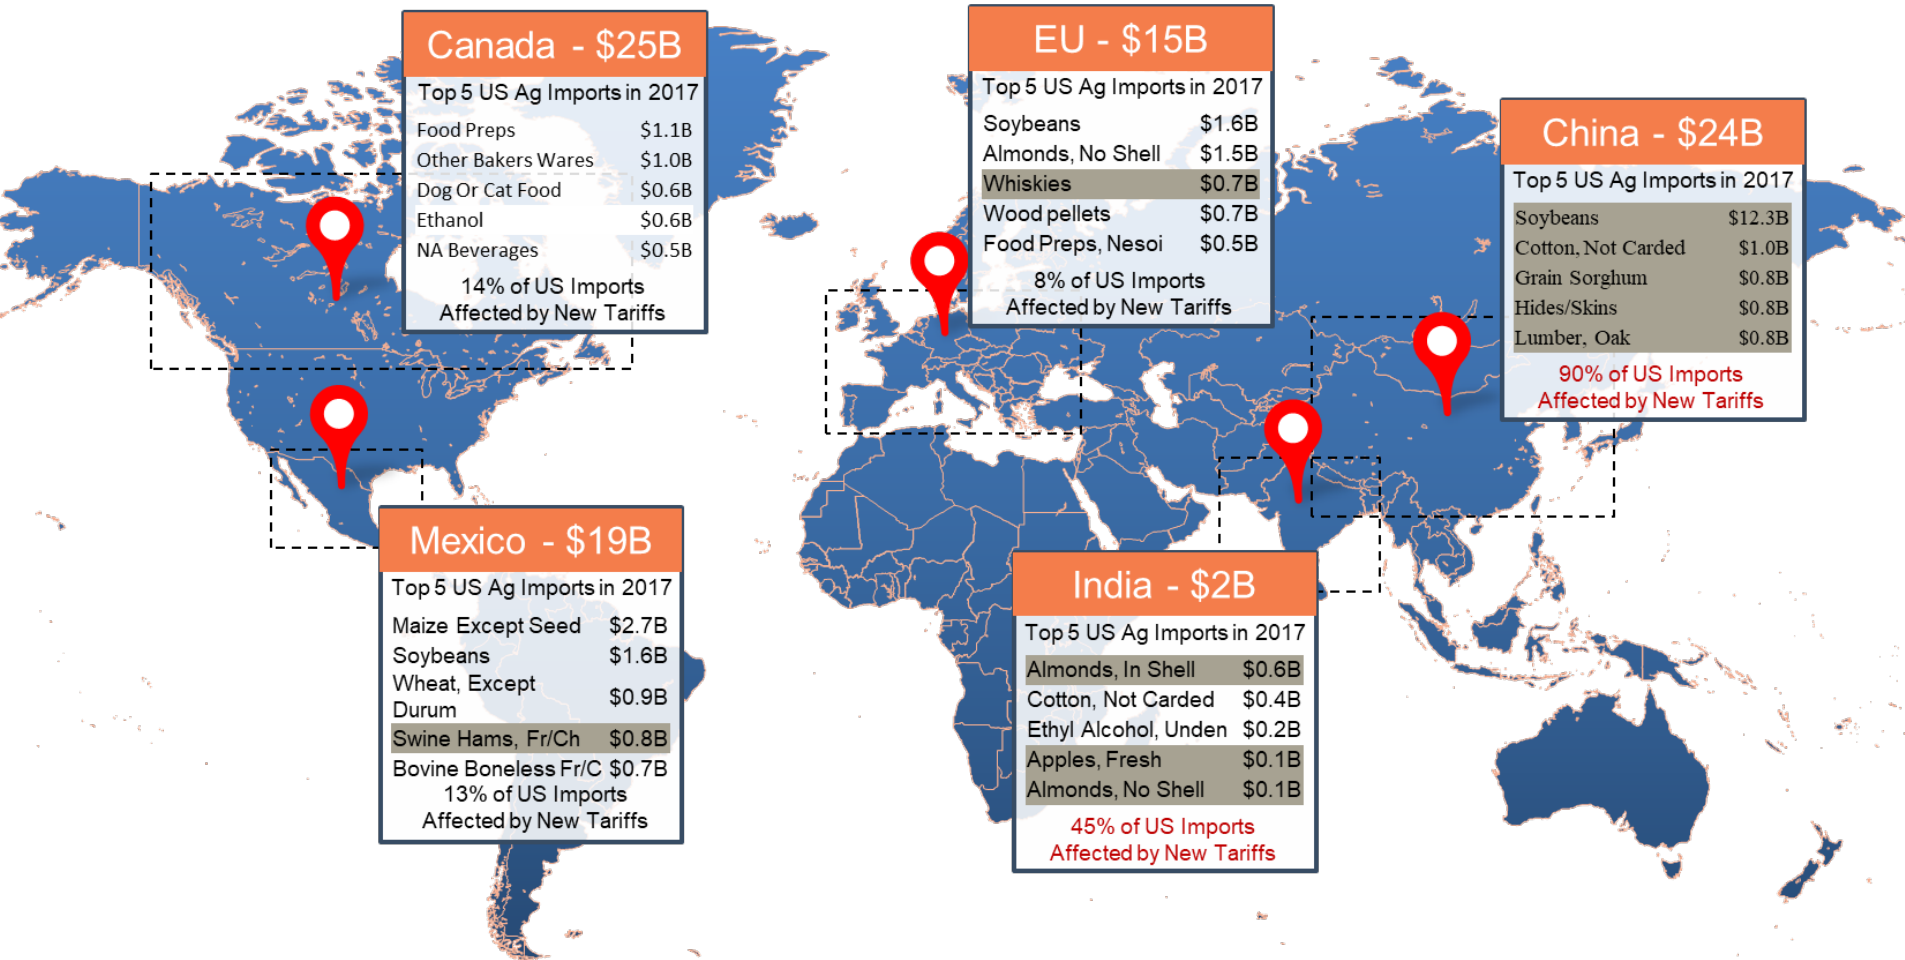 Canada - $25B
Top 5 US Ag Imports in 2017
Food Preps $1.1B
Other Bakers Wares $1.0B
Dog Or Cat Food $0.6B
Ethanol $0.6B
NA Beverages $0.5B
14% of US Imports
Affected by New Tariffs
EU - $15B
Top 5 US Ag Imports in 2017
Soybeans $1.6B
Almonds, No Shell $1.5B
Whiskies $0.7B
Wood pellets $0.7B
Food Preps, Nesoi $0.5B
8% of US Imports
Affected by New Tariffs
China - $24B
Top 5 US Ag Imports in 2017
Soybeans $12.3B
Cotton, Not Carded $1.0B
Grain Sorghum $0.8B
Hides/Skins $0.8B
Lumber, Oak $0.8B
90% of US Imports
Affected by New Tariffs
Mexico - $19B
Top 5 US Ag Imports in 2017
Maize Except Seed $2.7B
Soybeans $1.6B
Wheat, Except
Durum $0.9B
Swine Hams, Fr/Ch $0.8B
Bovine Boneless Fr/C $0.7B
13% of US Imports
Affected by New Tariffs
India - $2B
Top 5 US Ag Imports in 2017
Almonds, In Shell $0.6B
Cotton, Not Carded $0.4B
Ethyl Alcohol, Unden $0.2B
Apples, Fresh $0.1B
Almonds, No Shell $0.1B
45% of US Imports
Affected by New Tariffs